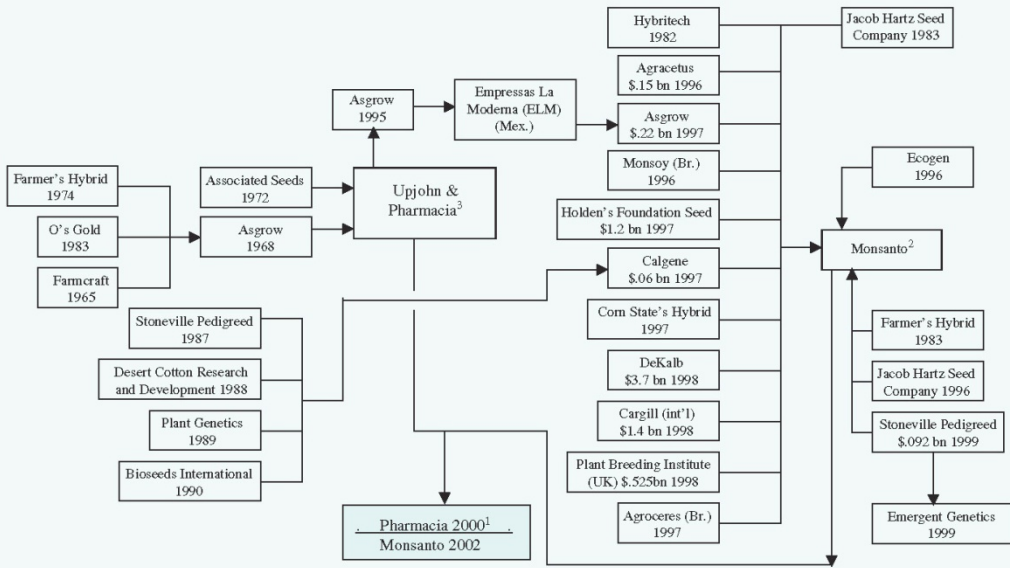 Hybritech
1982
Jacob Hartz Seed
Company 1983
Agracetus
$.15 bn 1996
Asgrow
1995
Empressas La
Moderna (ELM)
(Mex.)
Asgrow
$.22 bn 1997
Monsoy (Br.)
1996
Ecogen
1996
Farmer's Hybrid
1974
Associated Seeds
1972
Upjohn &
Pharmacia3
Holden's Foundation Seed
$1.2 bn 1997
O's Gold
1983
Asgrow
1968
Monsanto2
Calgene
$.06 bn 1997
Farmcraft
1965
Stoneville Pedigreed
1987
Corn State's Hybrid
1997
Farmer's Hybrid
1983
Desert Cotton Research
and Development 1988
DeKalb
$3.7 bn 1998
Jacob Hartz Seed
Company 1996
Plant Genetics
1989
Cargill (int'l)
$1.4 bn 1998
Stoneville Pedigreed
$.092 bn 1999
Bioseeds International
1990
Plant Breeding Institute
(UK) $.525bn 1998
Pharmacia 20001
Monsanto 2002
Agroceres (Br.)
1997
Emergent Genetics
1999